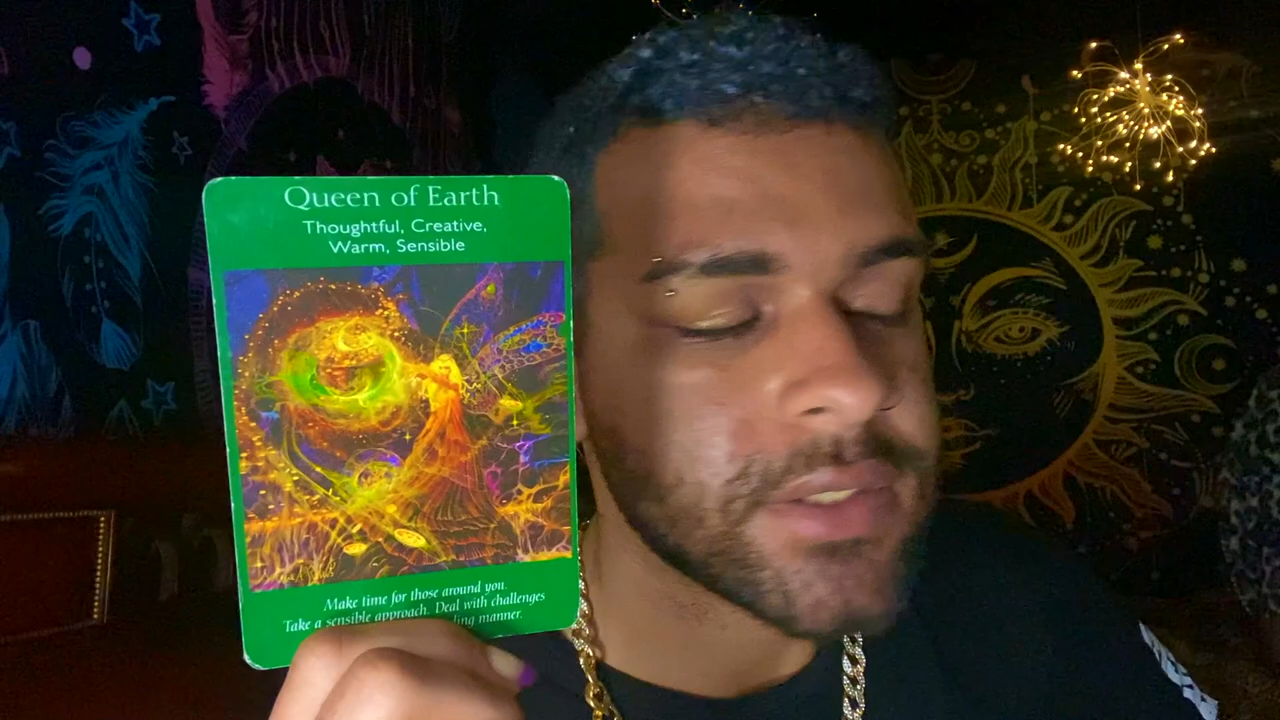 Queen of Earth
Thoughtful, Creative,
Warm, Sensible
Make time for those around you.
Take a sensible approach. Deal with challenges
manner.